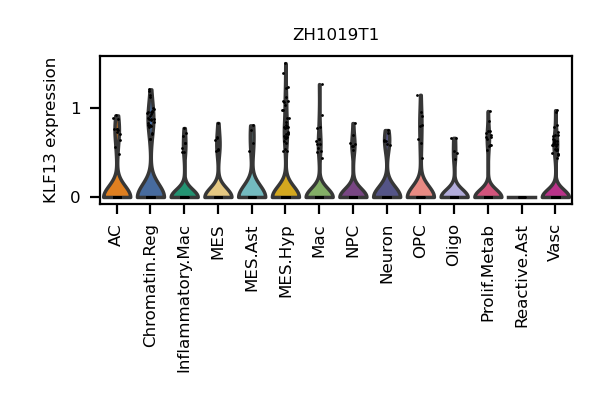 ZH1019T1
KLF13 expression
1
0
AC
Chromatin.Reg
Inflammatory.Mac
MES
MES.Ast
MES.Hyp
Mac
NPC
Neuron
OPC
Oligo
Prolif.Metab
Reactive.Ast
Vasc